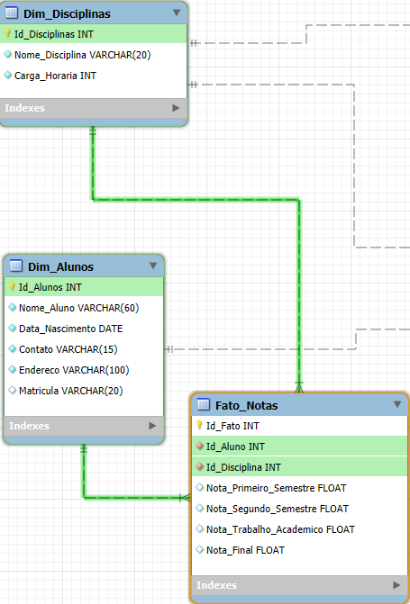 Dim_Disciplinas
Id_Disciplinas INT
Nome_Disciplina VARCHAR(20)
Carga_Horaria INT
Indexes
Dim_Alunos
Id_Alunos INT
Nome_Aluno VARCHAR(60)
Data_Nascimento DATE
Contato VARCHAR(15)
Endereco VARCHAR(100)
Matricula VARCHAR(20)
Indexes
Fato_Notas
Id_Fato INT
Id_Aluno INT
Id_Disciplina INT
Nota_Primeiro_Semestre FLOAT
Nota_Segundo_Semestre FLOAT
Nota_Trabalho_Academico FLOAT
Nota_Final FLOAT
Indexes